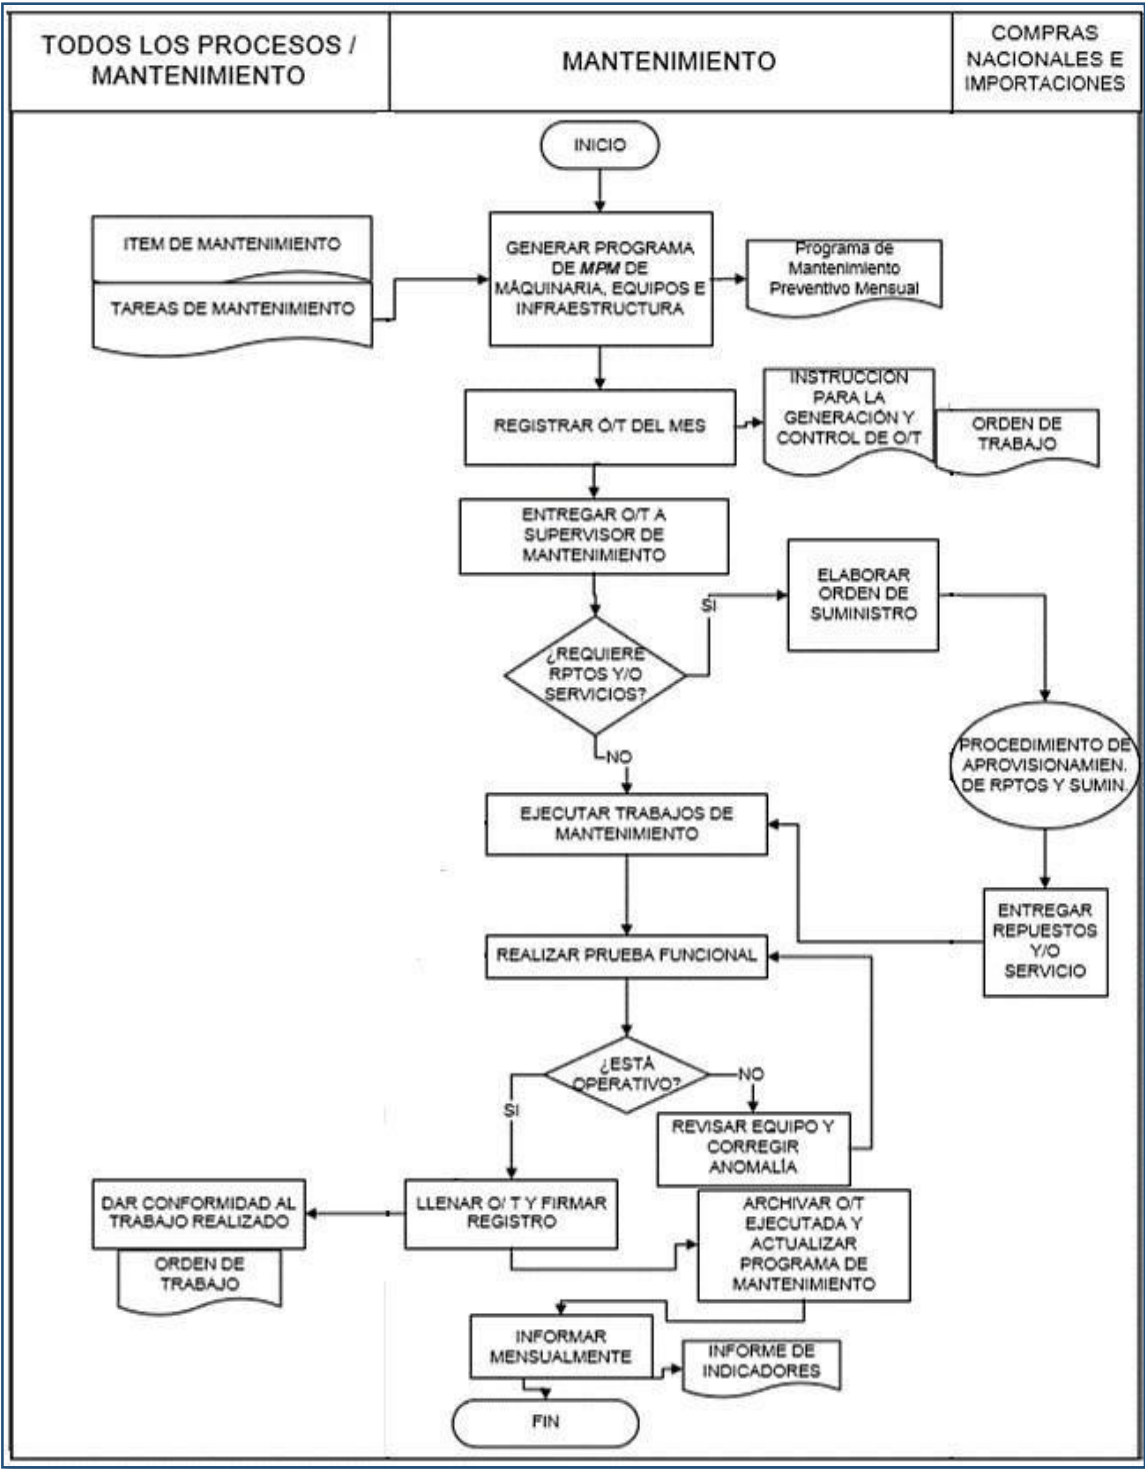 TODOS LOS PROCESOS /
MANTENIMIENTO
MANTENIMIENTO
COMPRAS
NACIONALES E
IMPORTACIONES
INICIO
ITEM DE MANTENIMIENTO
TAREAS DE MANTENIMIENTO
GENERAR PROGRAMA
DE MPM DE
MÁQUINARIA, EQUIPOS E
INFRAESTRUCTURA
Programa de
Mantenimiento
Preventivo Mensual
REGISTRAR O/T DEL MES
INSTRUCCIÓN
PARA LA
GENERACIÓN Y
CONTROL DE O/T
ORDEN DE
TRABAJO
ENTREGAR O/T A
SUPERVISOR DE
MANTENIMIENTO
ELABORAR
ORDEN DE
SUMINISTRO
SI
¿REQUIERE
RPTOS Y/O
SERVICIOS?
NO
PROCEDIMIENTO DE
APROVISIONAMIEN.
DE RPTOS Y SUMIN.
EJECUTAR TRABAJOS DE
MANTENIMIENTO
ENTREGAR
REPUESTOS
Y/O
SERVICIO
REALIZAR PRUEBA FUNCIONAL
¿ESTÁ
OPERATIVO?
NO
SI
REVISAR EQUIPO Y
CORREGIR
ANOMALÍA
DAR CONFORMIDAD AL
TRABAJO REALIZADO
ORDEN DE
TRABAJO
LLENAR O/ T Y FIRMAR
REGISTRO
ARCHIVAR O/T
EJECUTADA Y
ACTUALIZAR
PROGRAMA DE
MANTENIMIENTO
INFORMAR
MENSUALMENTE
INFORME DE
INDICADORES
FIN